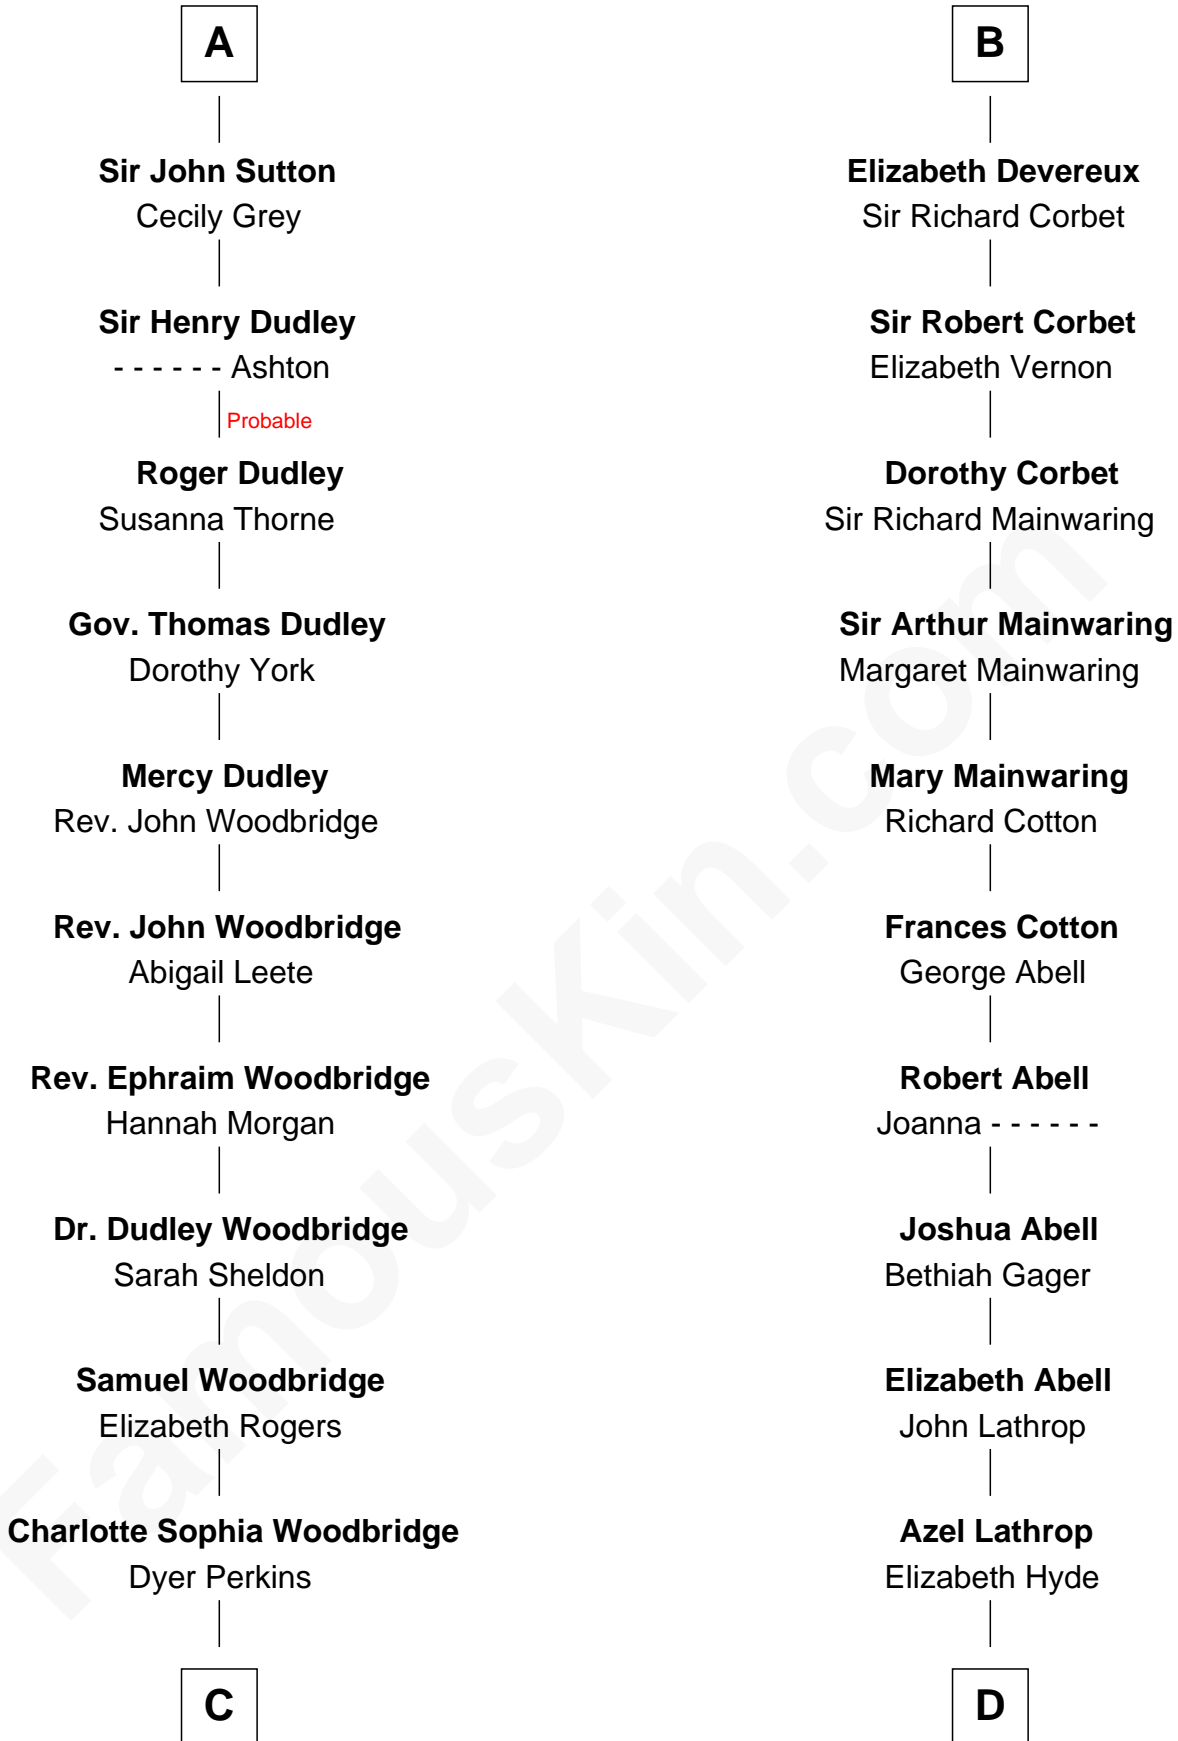 A
Sir John Sutton
Cecily Grey
Sir Henry Dudley
- - - - - - Ashton
Probable
Roger Dudley
Susanna Thorne
Gov. Thomas Dudley
Dorothy York
Mercy Dudley
Rev. John Woodbridge
Rev. John Woodbridge
Abigail Leete
Rev. Ephraim Woodbridge
Hannah Morgan
Dr. Dudley Woodbridge
Sarah Sheldon
Samuel Woodbridge
Elizabeth Rogers
Charlotte Sophia Woodbridge
Dyer Perkins
C
B
Elizabeth Devereux
Sir Richard Corbet
Sir Robert Corbet
Elizabeth Vernon
Dorothy Corbet
Sir Richard Mainwaring
Sir Arthur Mainwaring
Margaret Mainwaring
Mary Mainwaring
Richard Cotton
Frances Cotton
George Abell
Robert Abell
Joanna - - - - - -
Joshua Abell
Bethiah Gager
Elizabeth Abell
John Lathrop
Azel Lathrop
Elizabeth Hyde
D
FamousKin.com